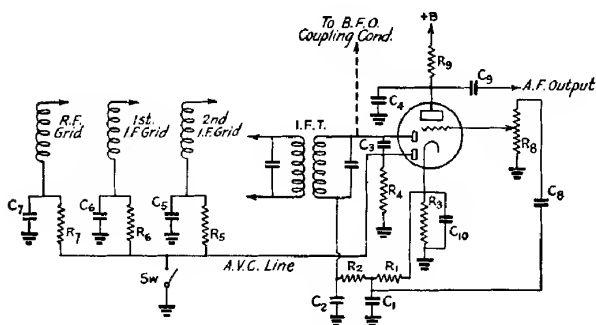 To B.F.O.
Coupling Cond.
+B
R9
C9
A.F. Output
C4
R.F.
Grid
1st.
I.F Grid
2nd
I.F. Grid
I.F.T.
C3
R4
R8
C8
C7
R7
C6
R6
C5
R5
R3
C10
A.V.C. Line
Sw
R2
R1
C2
C1